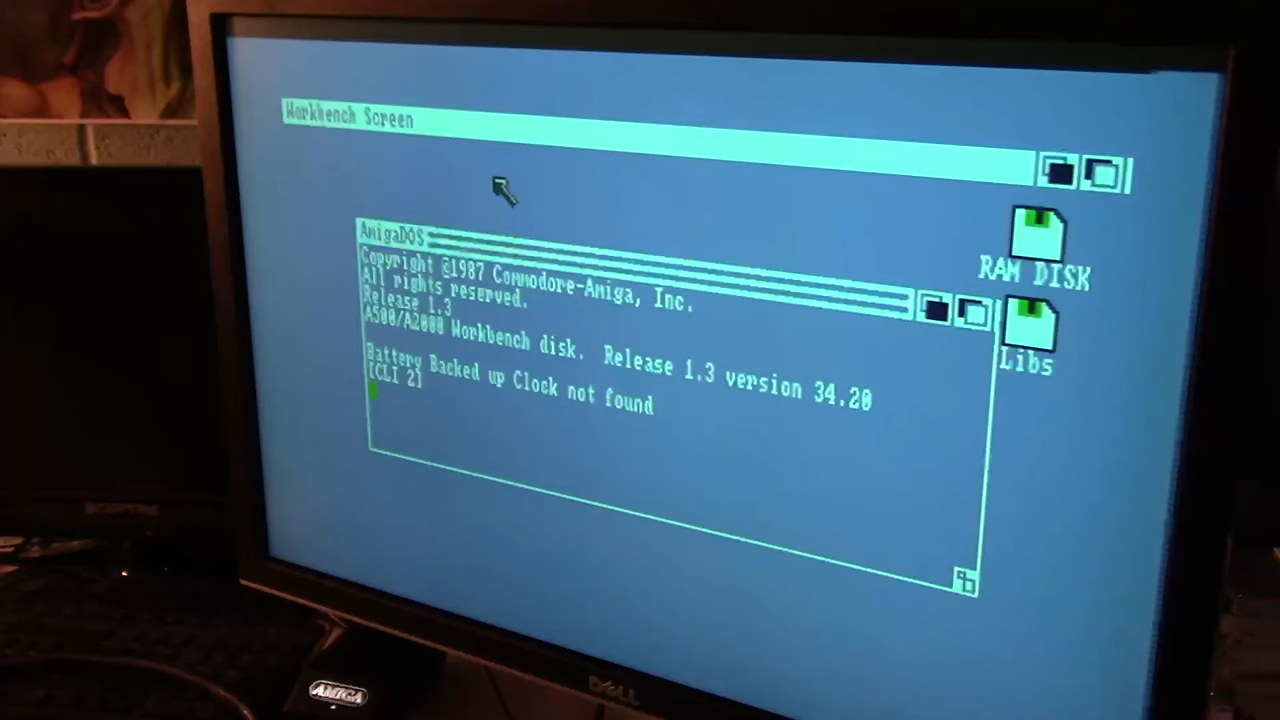 Workbench Screen
RAM DISK
Libs
AmigaDOS
Copyright ©1987 Commodore-Amiga, Inc.
All rights reserved.
Release 1.3
A500/A2000 Workbench disk.  Release 1.3 version 34.20
Battery Backed up Clock not found
[CLI 2]
AMIGA
DELL